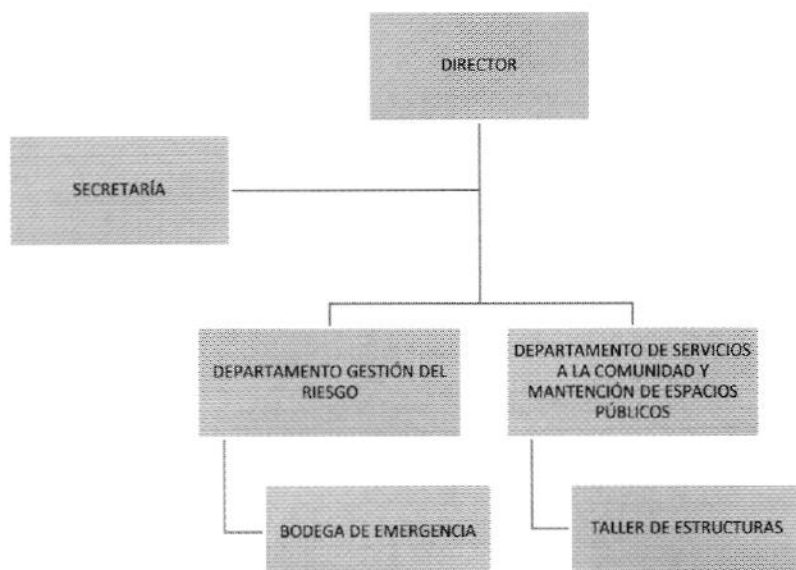 DIRECTOR
SECRETARÍA
DEPARTAMENTO GESTIÓN DEL
RIESGO
DEPARTAMENTO DE SERVICIOS
A LA COMUNIDAD Y
MANTENCIÓN DE ESPACIOS
PÚBLICOS
BODEGA DE EMERGENCIA
TALLER DE ESTRUCTURAS